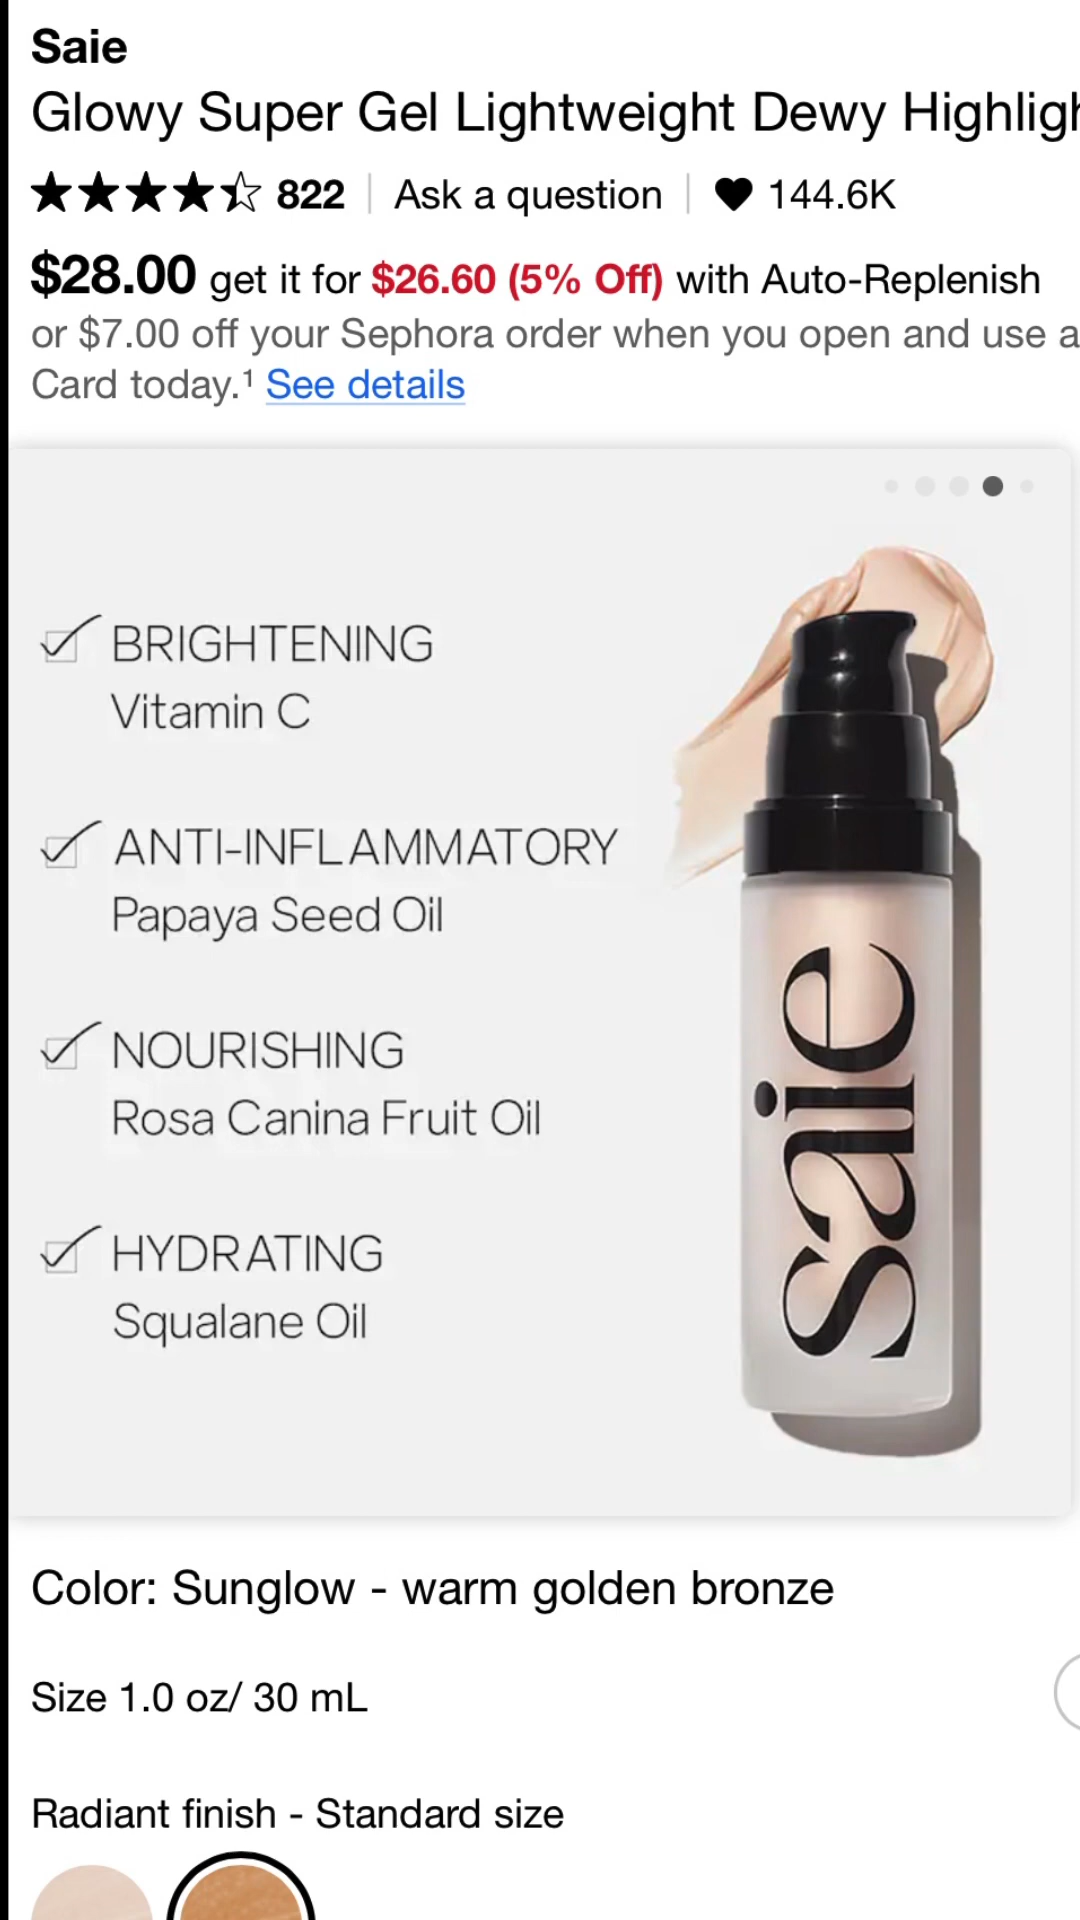 Saie
Glowy Super Gel Lightweight Dewy
822 | Ask a question | 144.6K
$28.00 get it for $26.60 (5% Off) with Auto-Replenish
or $7.00 off your Sephora order when you open and use a
Card today.¹ See details
BRIGHTENING
Vitamin C
ANTI-INFLAMMATORY
Papaya Seed Oil
NOURISHING
Rosa Canina Fruit Oil
HYDRATING
Squalane Oil
saie
Color: Sunglow - warm golden bronze
Size 1.0 oz/ 30 mL
Radiant finish - Standard size